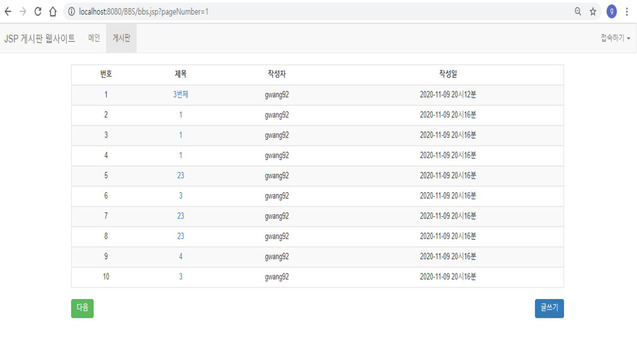 localhost:8080/BBS/bbs.jsp?pageNumber=1
g
JSP 게시판 웹사이트 메인 게시판 접속하기
번호 제목 작성자 작성일
1 3번째 gwang92 2020-11-09 20시12분
2 1 gwang92 2020-11-09 20시16분
3 1 gwang92 2020-11-09 20시16분
4 1 gwang92 2020-11-09 20시16분
5 23 gwang92 2020-11-09 20시16분
6 3 gwang92 2020-11-09 20시16분
7 23 gwang92 2020-11-09 20시16분
8 23 gwang92 2020-11-09 20시16분
9 4 gwang92 2020-11-09 20시16분
10 3 gwang92 2020-11-09 20시16분
다음 글쓰기